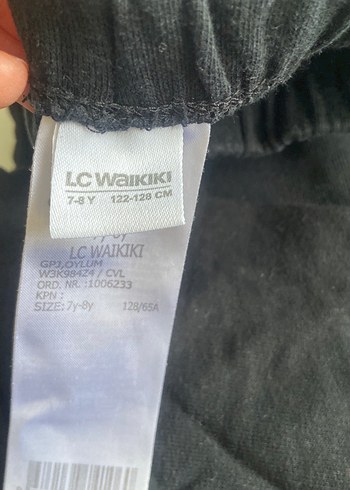 LC WAIKIKI
7-8 Y 122-128 CM
LC WAIKIKI
GPJ,OYLUM
W3K984Z4 / CVL
ORD. NR. :1006233
KPN :
SIZE: 7y-8y 128/65A